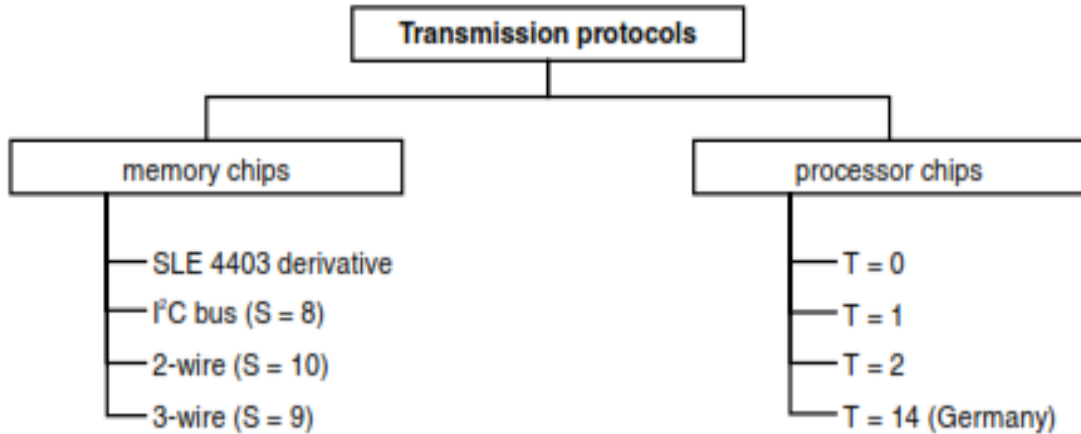 Transmission protocols
memory chips
SLE 4403 derivative
I²C bus (S = 8)
2-wire (S = 10)
3-wire (S = 9)
processor chips
T = 0
T = 1
T = 2
T = 14 (Germany)